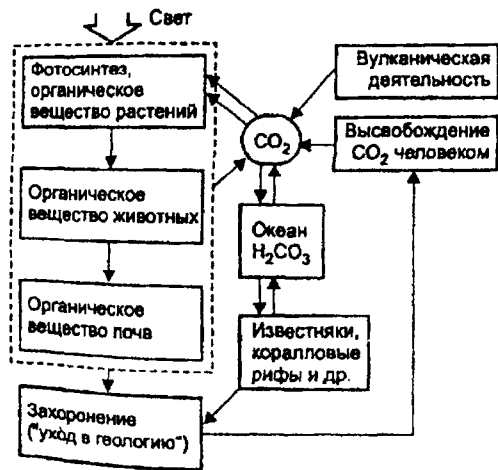 Свет
Фотосинтез,
органическое
вещество растений
Вулканическая
деятельность
CO₂
Высвобождение
CO₂ человеком
Органическое
вещество животных
Океан
H₂CO₃
Органическое
вещество почв
Известняки,
коралловые
рифы и др.
Захоронение
("уход в геологию")